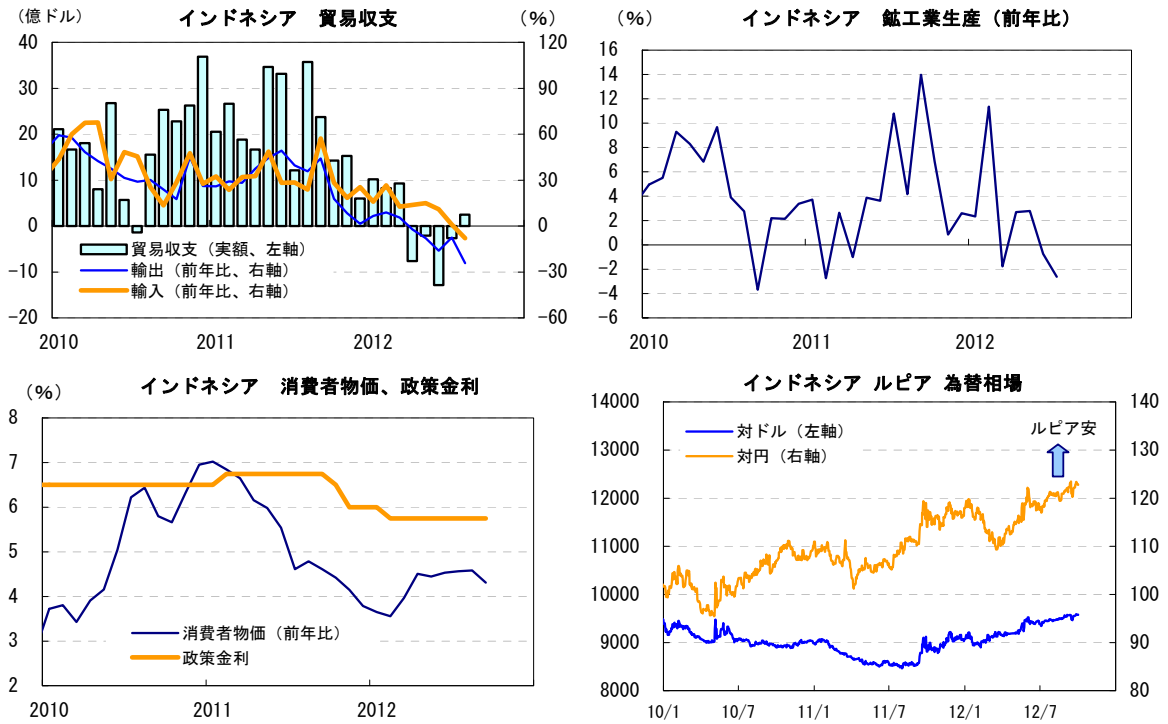 インドネシア 貿易収支
(億ドル)
(%)
40
30
20
10
0
-10
-20
120
90
60
30
0
-30
-60
貿易収支(実額、左軸)
輸出(前年比、右軸)
輸入(前年比、右軸)
2010 2011 2012
インドネシア 鉱工業生産(前年比)
(%)
16
14
12
10
8
6
4
2
0
-2
-4
-6
2010 2011 2012
インドネシア 消費者物価、政策金利
(%)
8
7
6
5
4
3
2
消費者物価(前年比)
政策金利
2010 2011 2012
インドネシア ルピア 為替相場
14000
13000
12000
11000
10000
9000
8000
140
130
120
110
100
90
80
対ドル(左軸)
対円(右軸)
ルピア安
10/1 10/7 11/1 11/7 12/1 12/7